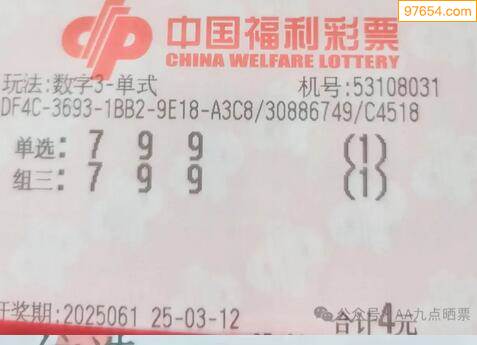 97654.com
中国福利彩票
CHINA WELFARE LOTTERY
玩法:数字3-单式 机号:53108031
DF4C-3693-1BB2-9E18-A3C8/30886749/C4518
单选: 7 9 9 (1)
组三: 7 9 9 (1)
开奖期:2025061 25-03-12 合计4元
公众号·AA九点晒票